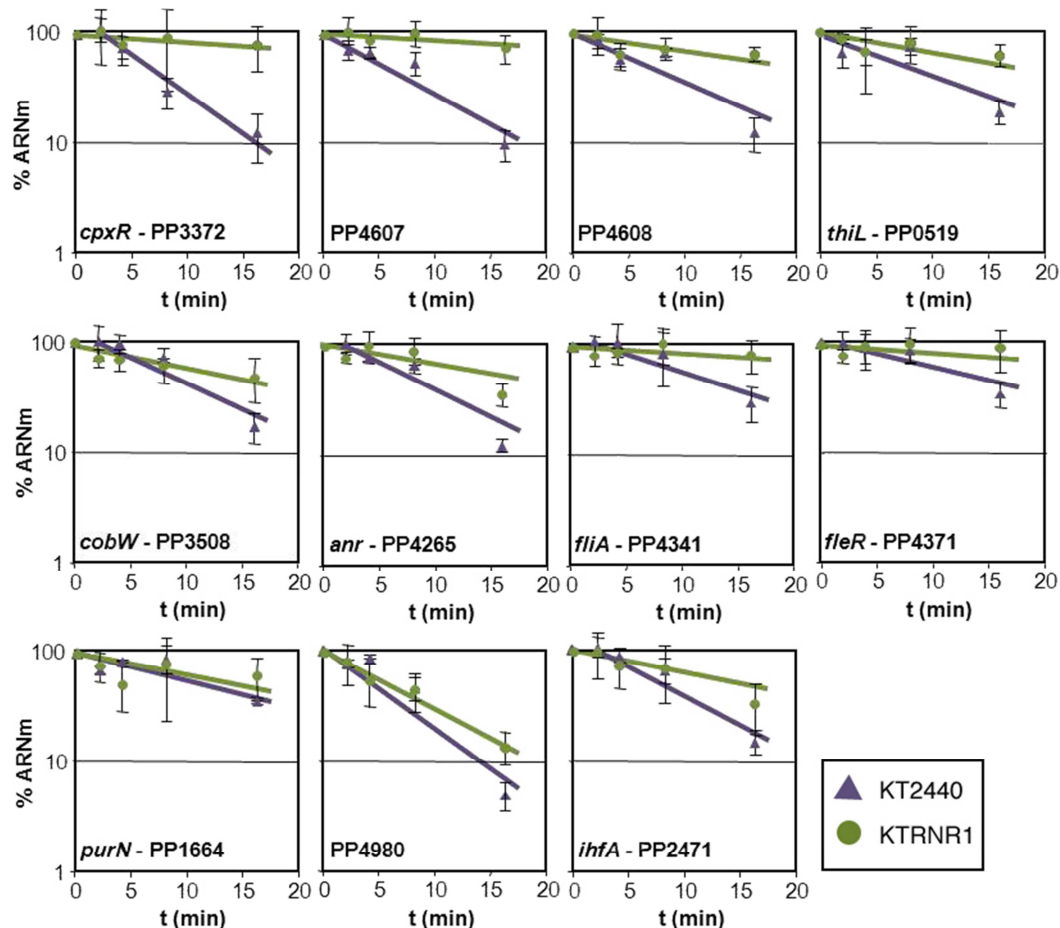 100
10
1
% ARNm
cpxR - PP3372
0 5 10 15 20
t (min)
PP4607
0 5 10 15 20
t (min)
PP4608
0 5 10 15 20
t (min)
thiL - PP0519
0 5 10 15 20
t (min)
100
10
1
% ARNm
cobW - PP3508
0 5 10 15 20
t (min)
anr - PP4265
0 5 10 15 20
t (min)
fliA - PP4341
0 5 10 15 20
t (min)
fleR - PP4371
0 5 10 15 20
t (min)
100
10
1
% ARNm
purN - PP1664
0 5 10 15 20
t (min)
PP4980
0 5 10 15 20
t (min)
ihfA - PP2471
0 5 10 15 20
t (min)
KT2440
KTRNR1